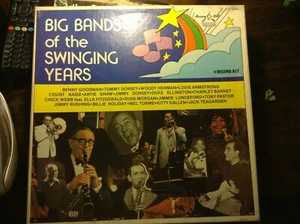 BIG BANDS
of the
SWINGING
YEARS
4 RECORD SET
BENNY GOODMAN•TOMMY DORSEY•WOODY HERMAN•LOUIS ARMSTRONG
COUNT BASIE•ARTIE SHAW•JIMMY DORSEY•DUKE ELLINGTON•CHARLEY BARNET
CHICK WEBB feat. ELLA FITZGERALD•RUSS MORGAN•JIMMIE LUNCEFORD•TONY PASTOR
JIMMY RUSHING•BILLIE HOLIDAY•MEL TORME•KITTY KALLEN•JACK TEAGARDEN